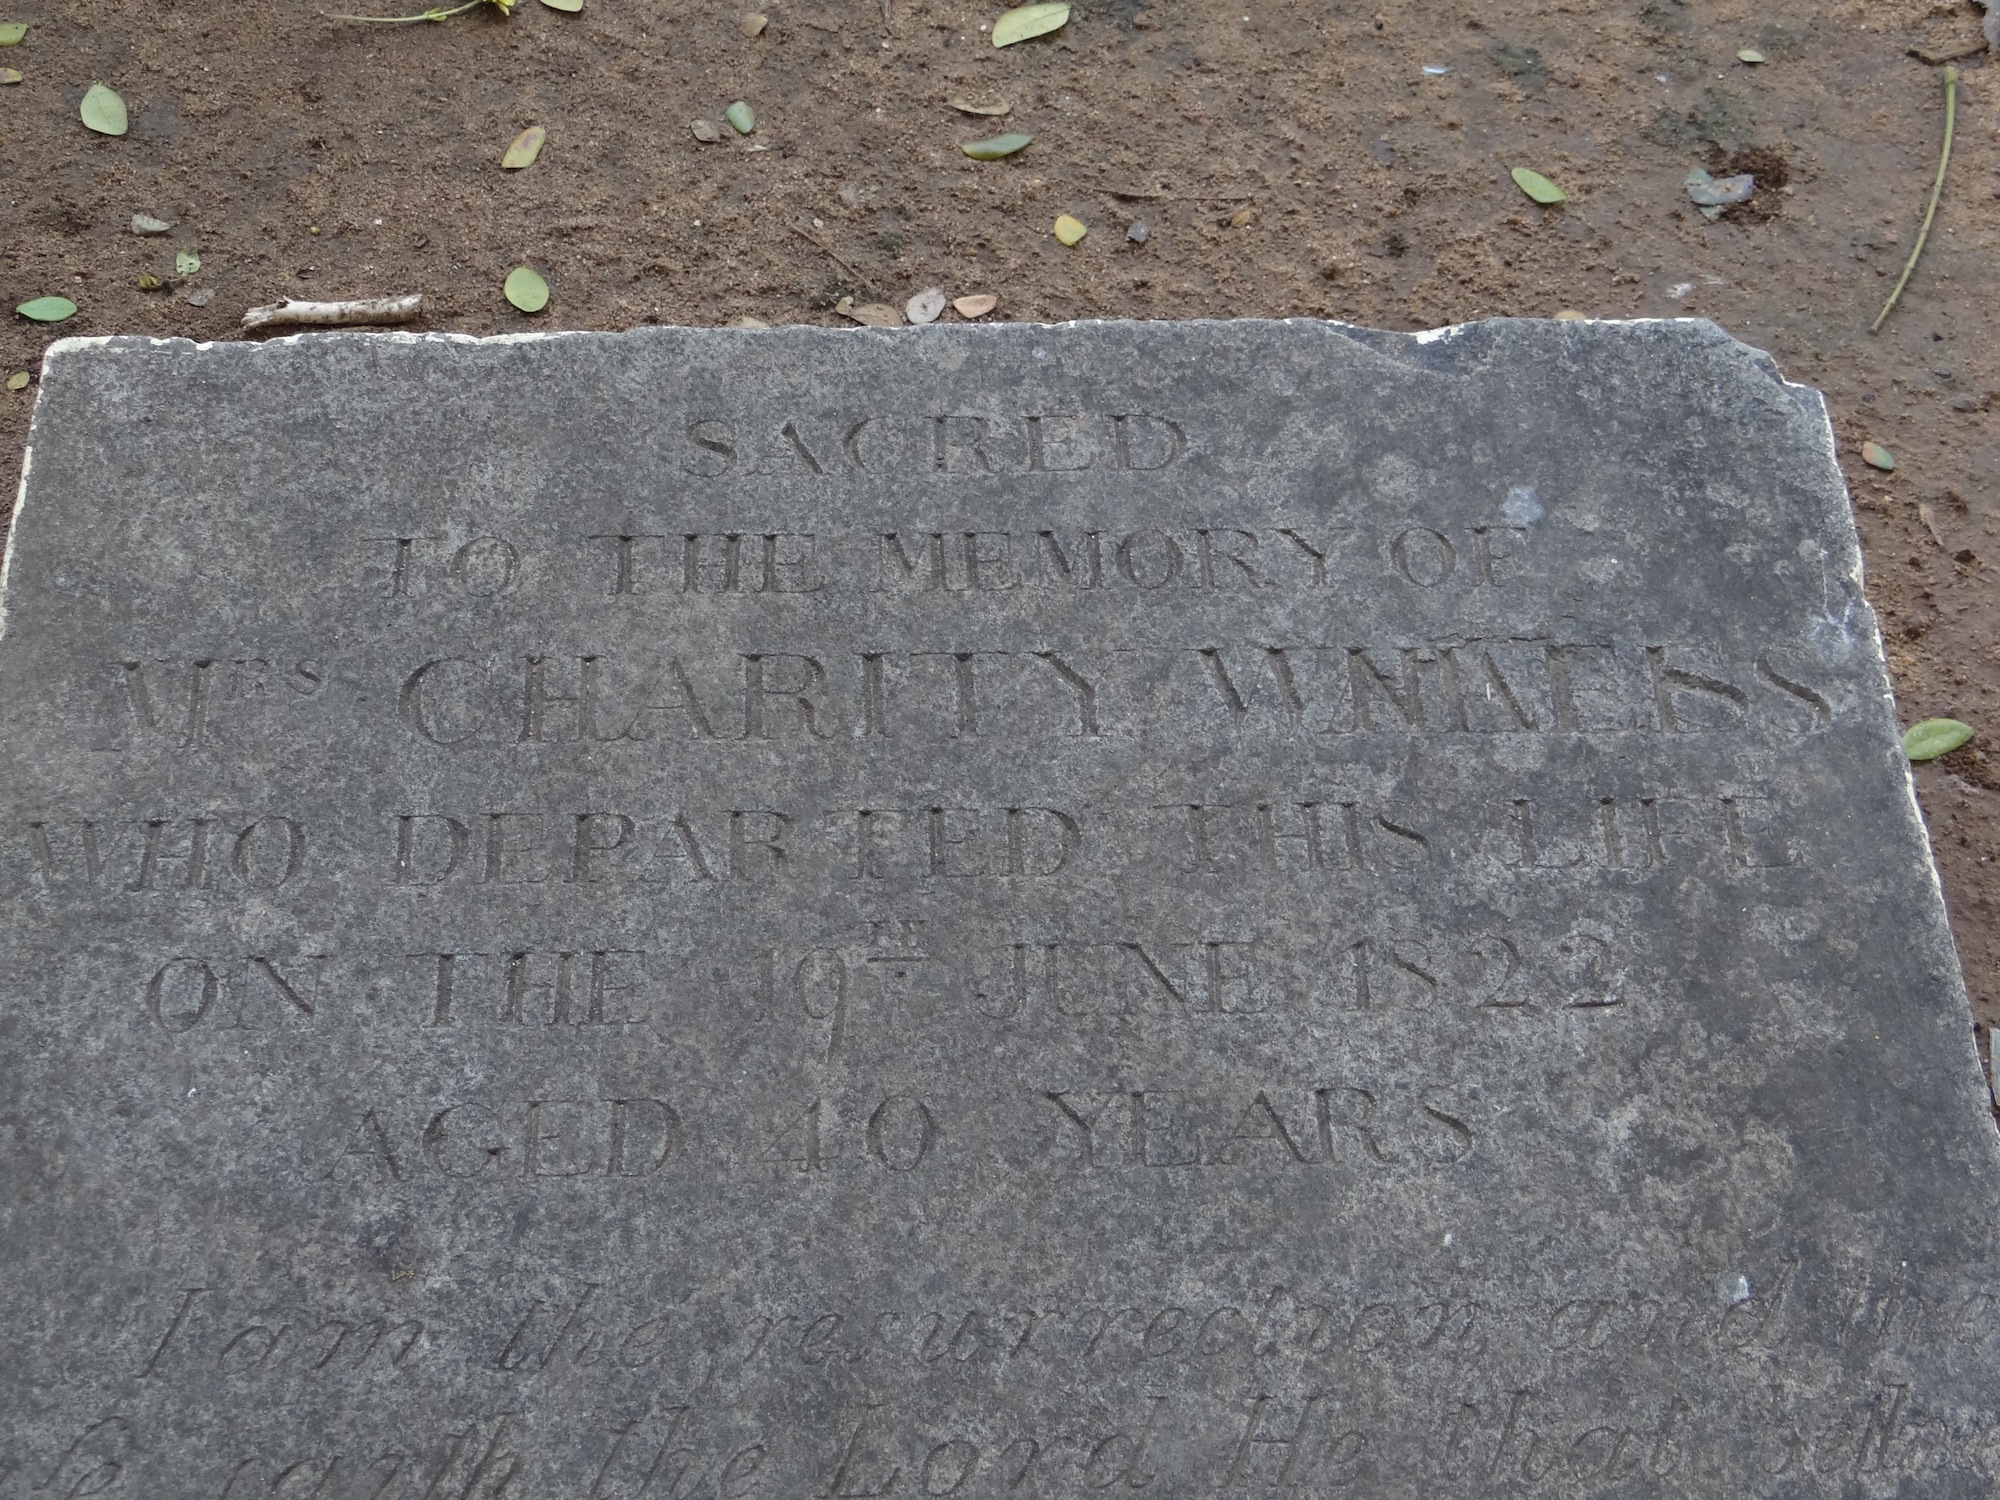 SACRED
TO THE MEMORY OF
Mrs CHARITY
WHO DEPARTED THIS LIFE
ON THE 19TH JUNE 1822
AGED 40 YEARS
I am the resurrection and
saith the Lord He that